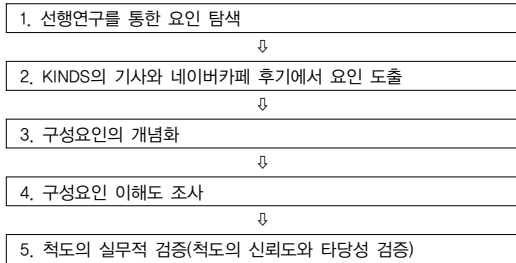 1. 선행연구를 통한 요인 탐색
⇩
2. KINDS의 기사와 네이버카페 후기에서 요인 도출
⇩
3. 구성요인의 개념화
⇩
4. 구성요인 이해도 조사
⇩
5. 척도의 실무적 검증(척도의 신뢰도와 타당성 검증)